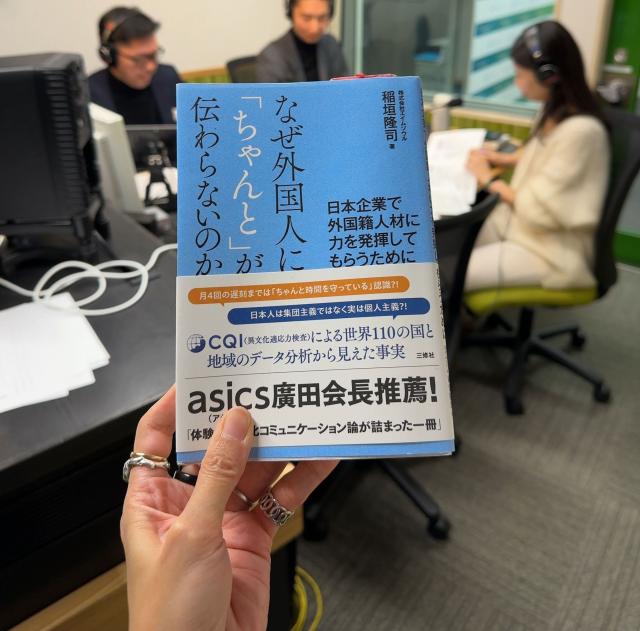 なぜ外国人に
「ちゃんと」が
伝わらないのか
株式会社エイムソウル
稲垣隆司 著
日本企業で
外国籍人材に
力を発揮して
もらうために
月4回の遅刻までは「ちゃんと時間を守っている」認識?!
日本人は集団主義ではなく実は個人主義?!
CQI(異文化適応力検査)による世界110の国と
地域のデータ分析から見えた事実
三修社
asics廣田会長推薦!
(ア
「体験 化コミュニケーション論が詰まった一冊」